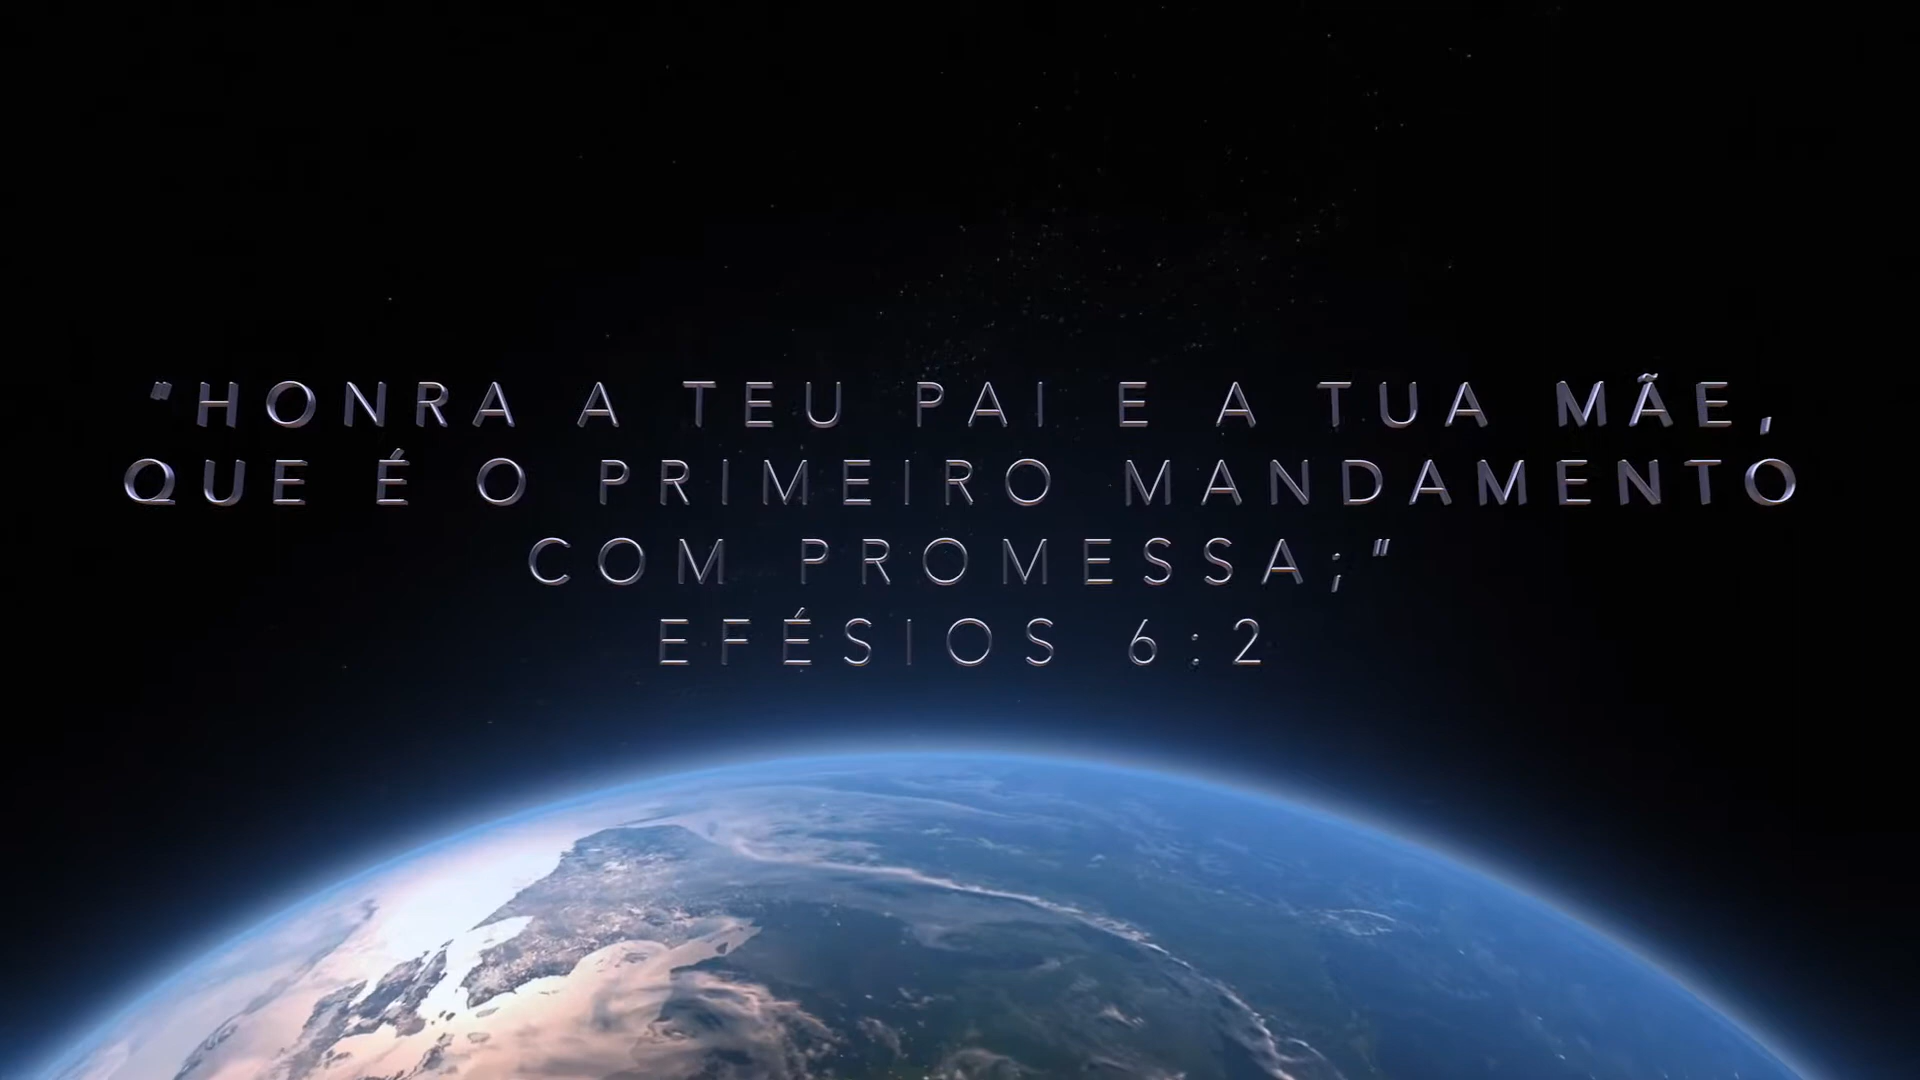 "HONRA A TEU PAI E A TUA MÃE,
QUE É O PRIMEIRO MANDAMENTO
COM PROMESSA;"
EFÉSIOS 6:2